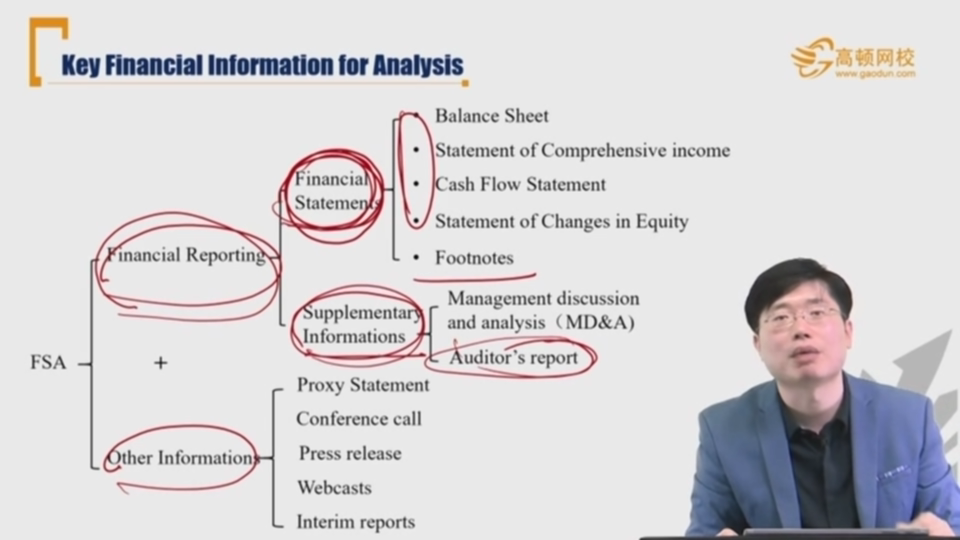 Key Financial Information for Analysis
高顿网校
www.gaodun.com
• Balance Sheet
• Statement of Comprehensive income
Financial
Statements
• Cash Flow Statement
• Statement of Changes in Equity
Financial Reporting
• Footnotes
Supplementary
Informations
Management discussion
and analysis（MD&A)
Auditor's report
FSA
+
Proxy Statement
Conference call
Other Informations
Press release
Webcasts
Interim reports